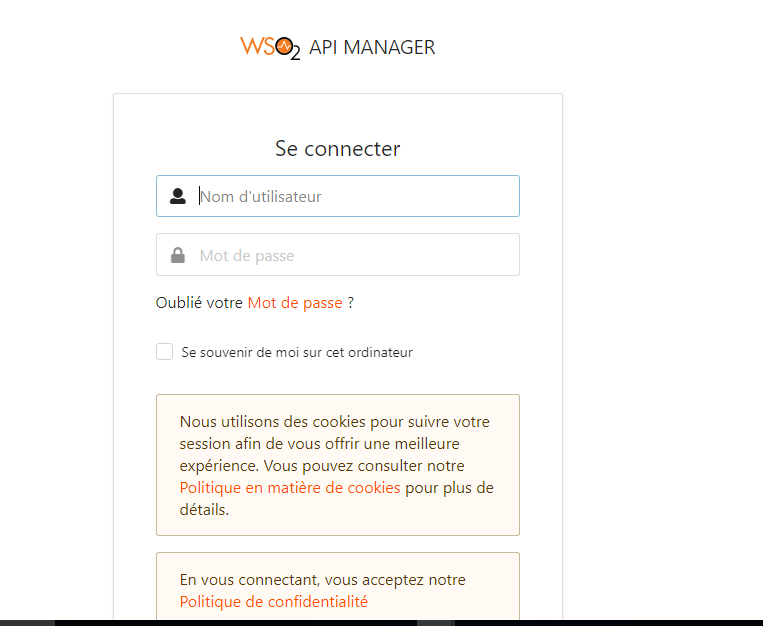 WSO2 API MANAGER
Se connecter
Nom d'utilisateur
Mot de passe
Oublié votre Mot de passe ?
Se souvenir de moi sur cet ordinateur
Nous utilisons des cookies pour suivre votre
session afin de vous offrir une meilleure
expérience. Vous pouvez consulter notre
Politique en matière de cookies pour plus de
détails.
En vous connectant, vous acceptez notre
Politique de confidentialité